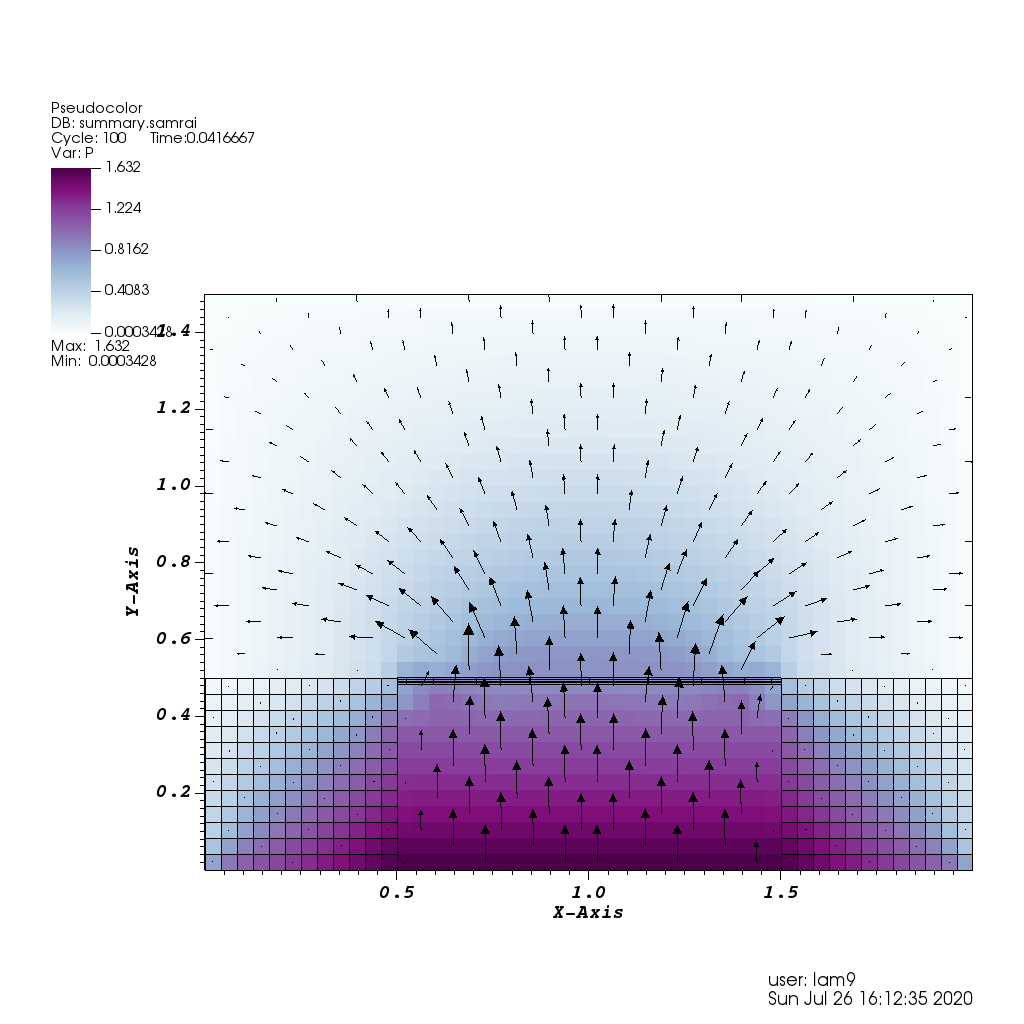 Pseudocolor
DB: summary.samrai
Cycle: 100 Time:0.0416667
Var: P
1.632
1.224
0.8162
0.4083
0.0003428
Max: 1.632
Min: 0.0003428
1.4
1.2
1.0
0.8
0.6
0.4
0.2
Y-Axis
0.5 1.0 1.5
X-Axis
user: lam9
Sun Jul 26 16:12:35 2020